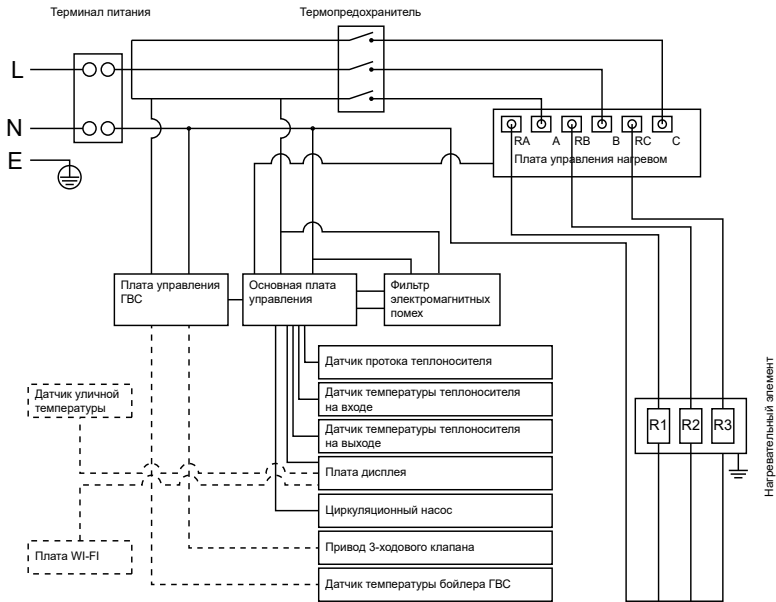 Терминал питания
Термопредохранитель
L
N
E
RA
A
RB
B
RC
C
Плата управления нагревом
Плата управления
ГВС
Основная плата
управления
Фильтр
электромагнитных
помех
Датчик протока теплоносителя
Датчик температуры теплоносителя
на входе
Датчик температуры теплоносителя
на выходе
Плата дисплея
Циркуляционный насос
Привод 3-ходового клапана
Датчик температуры бойлера ГВС
Датчик уличной
температуры
Плата WI-FI
R1
R2
R3
Нагревательный элемент